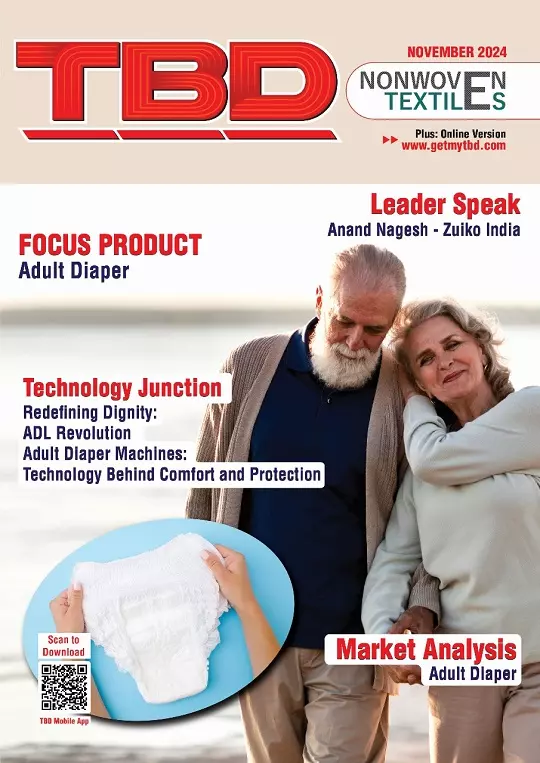 TBD
NOVEMBER 2024
NONWOVEN
TEXTILES
Plus: Online Version
www.getmytbd.com
Leader Speak
Anand Nagesh - Zuiko India
FOCUS PRODUCT
Adult Diaper
Technology Junction
Redefining Dignity:
ADL Revolution
Adult Diaper Machines:
Technology Behind Comfort and Protection
Scan to
Download
TBD Mobile App
Market Analysis
Adult Diaper